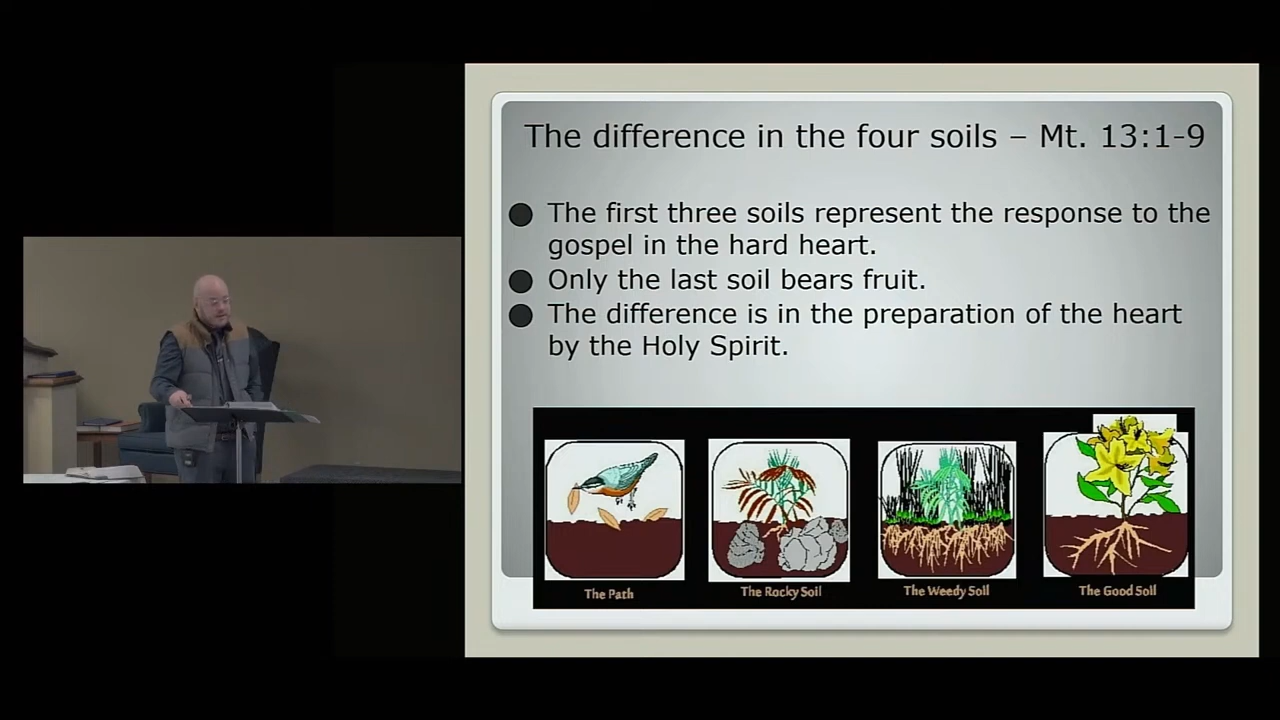 The difference in the four soils – Mt. 13:1-9
● The first three soils represent the response to the
gospel in the hard heart.
● Only the last soil bears fruit.
● The difference is in the preparation of the heart
by the Holy Spirit.
The Path
The Rocky Soil
The Weedy Soil
The Good Soil